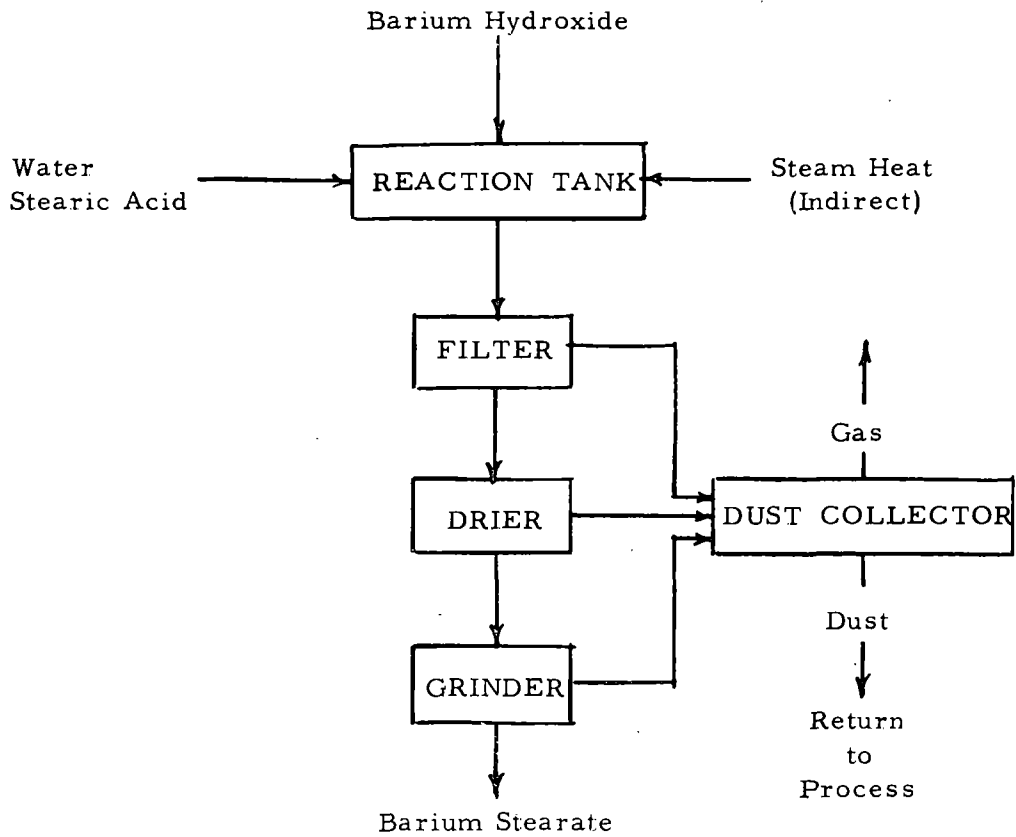 Barium Hydroxide
Water
Stearic Acid
REACTION TANK
Steam Heat
(Indirect)
FILTER
Gas
DRIER
DUST COLLECTOR
Dust
GRINDER
Return
to
Process
Barium Stearate